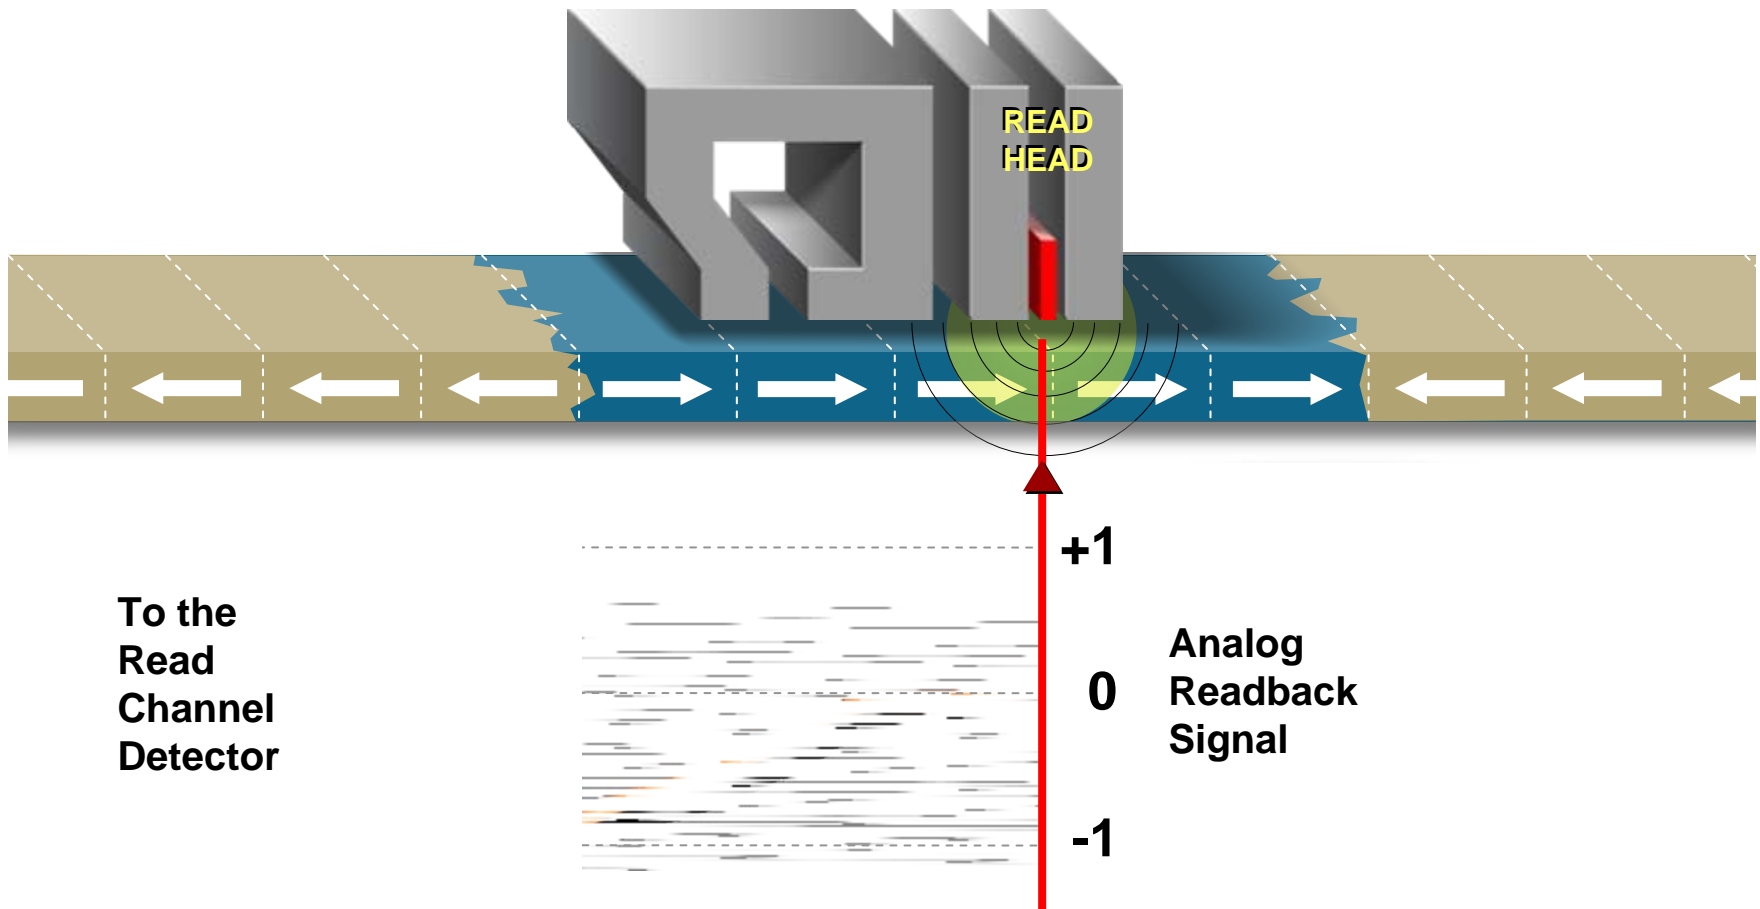 READ
HEAD
+1
To the
Read
Channel
Detector
0
Analog
Readback
Signal
-1